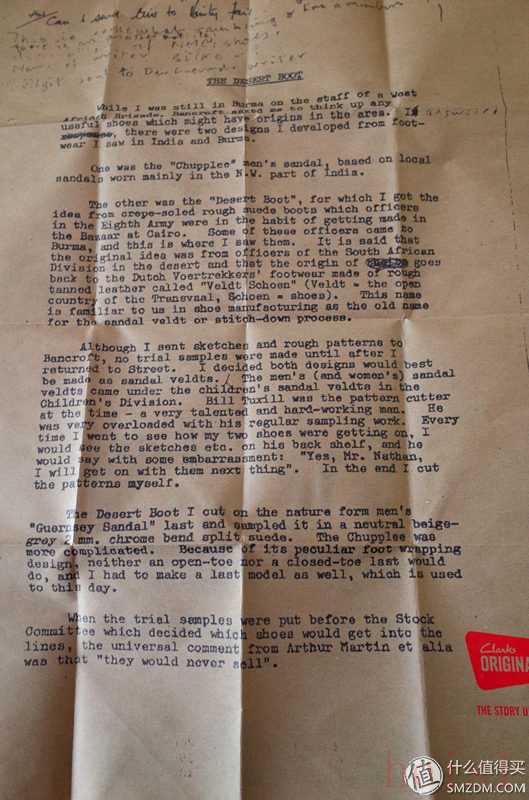 Can I send this to
THE DESERT BOOT
While I was still in Burma on the staff of a West
African Brigade, Bancroft asked me to think up any
useful shoes which might have origins in the area. In answer
response, there were two designs I developed from foot-
wear I saw in India and Burma.
One was the "Chupplee" men's sandal, based on local
sandals worn mainly in the N.W. part of India.
The other was the "Desert Boot", for which I got the
idea from crepe-soled rough suede boots which officers
in the Eighth Army were in the habit of getting made in
the Bazaar at Cairo. Some of these officers came to
Burma, and this is where I saw them. It is said that
the original idea was from officers of the South African
Division in the desert and that the origin of goes
back to the Dutch Voertrekkers' footwear made of rough
tanned leather called "Veldt Schoen" (Veldt = the open
country of the Transvaal, Schoen = shoes). This name
is familiar to us in shoe manufacturing as the old name
for the sandal veldt or stitch-down process.
Although I sent sketches and rough patterns to
Bancroft, no trial samples were made until after I
returned to Street. I decided both designs would best
be made as sandal veldts. The men's (and women's) sandal
veldts came under the children's sandal veldts in the
Children's Division. Bill Tuxill was the pattern cutter
at the time - a very talented and hard-working man. He
was very overloaded with his regular sampling work. Every
time I went to see how my two shoes were getting on, I
would see the sketches etc. on his back shelf, and he
would say with some embarrassment: "Yes, Mr. Nathan,
I will get on with them next thing". In the end I cut
the patterns myself.
The Desert Boot I cut on the nature form men's
"Guernsey Sandal" last and sampled it in a neutral beige-
grey 2 mm. chrome bend split suede. The Chupplee was
more complicated. Because of its peculiar foot wrapping
design, neither an open-toe nor a closed-toe last would
do, and I had to make a last model as well, which is used
to this day.
When the trial samples were put before the Stock
Committee which decided which shoes would get into the
lines, the universal comment from Arthur Martin et alia
was that "they would never sell".
Clarks
ORIGINA
THE STORY O
值 什么值得买
SMZDM.COM